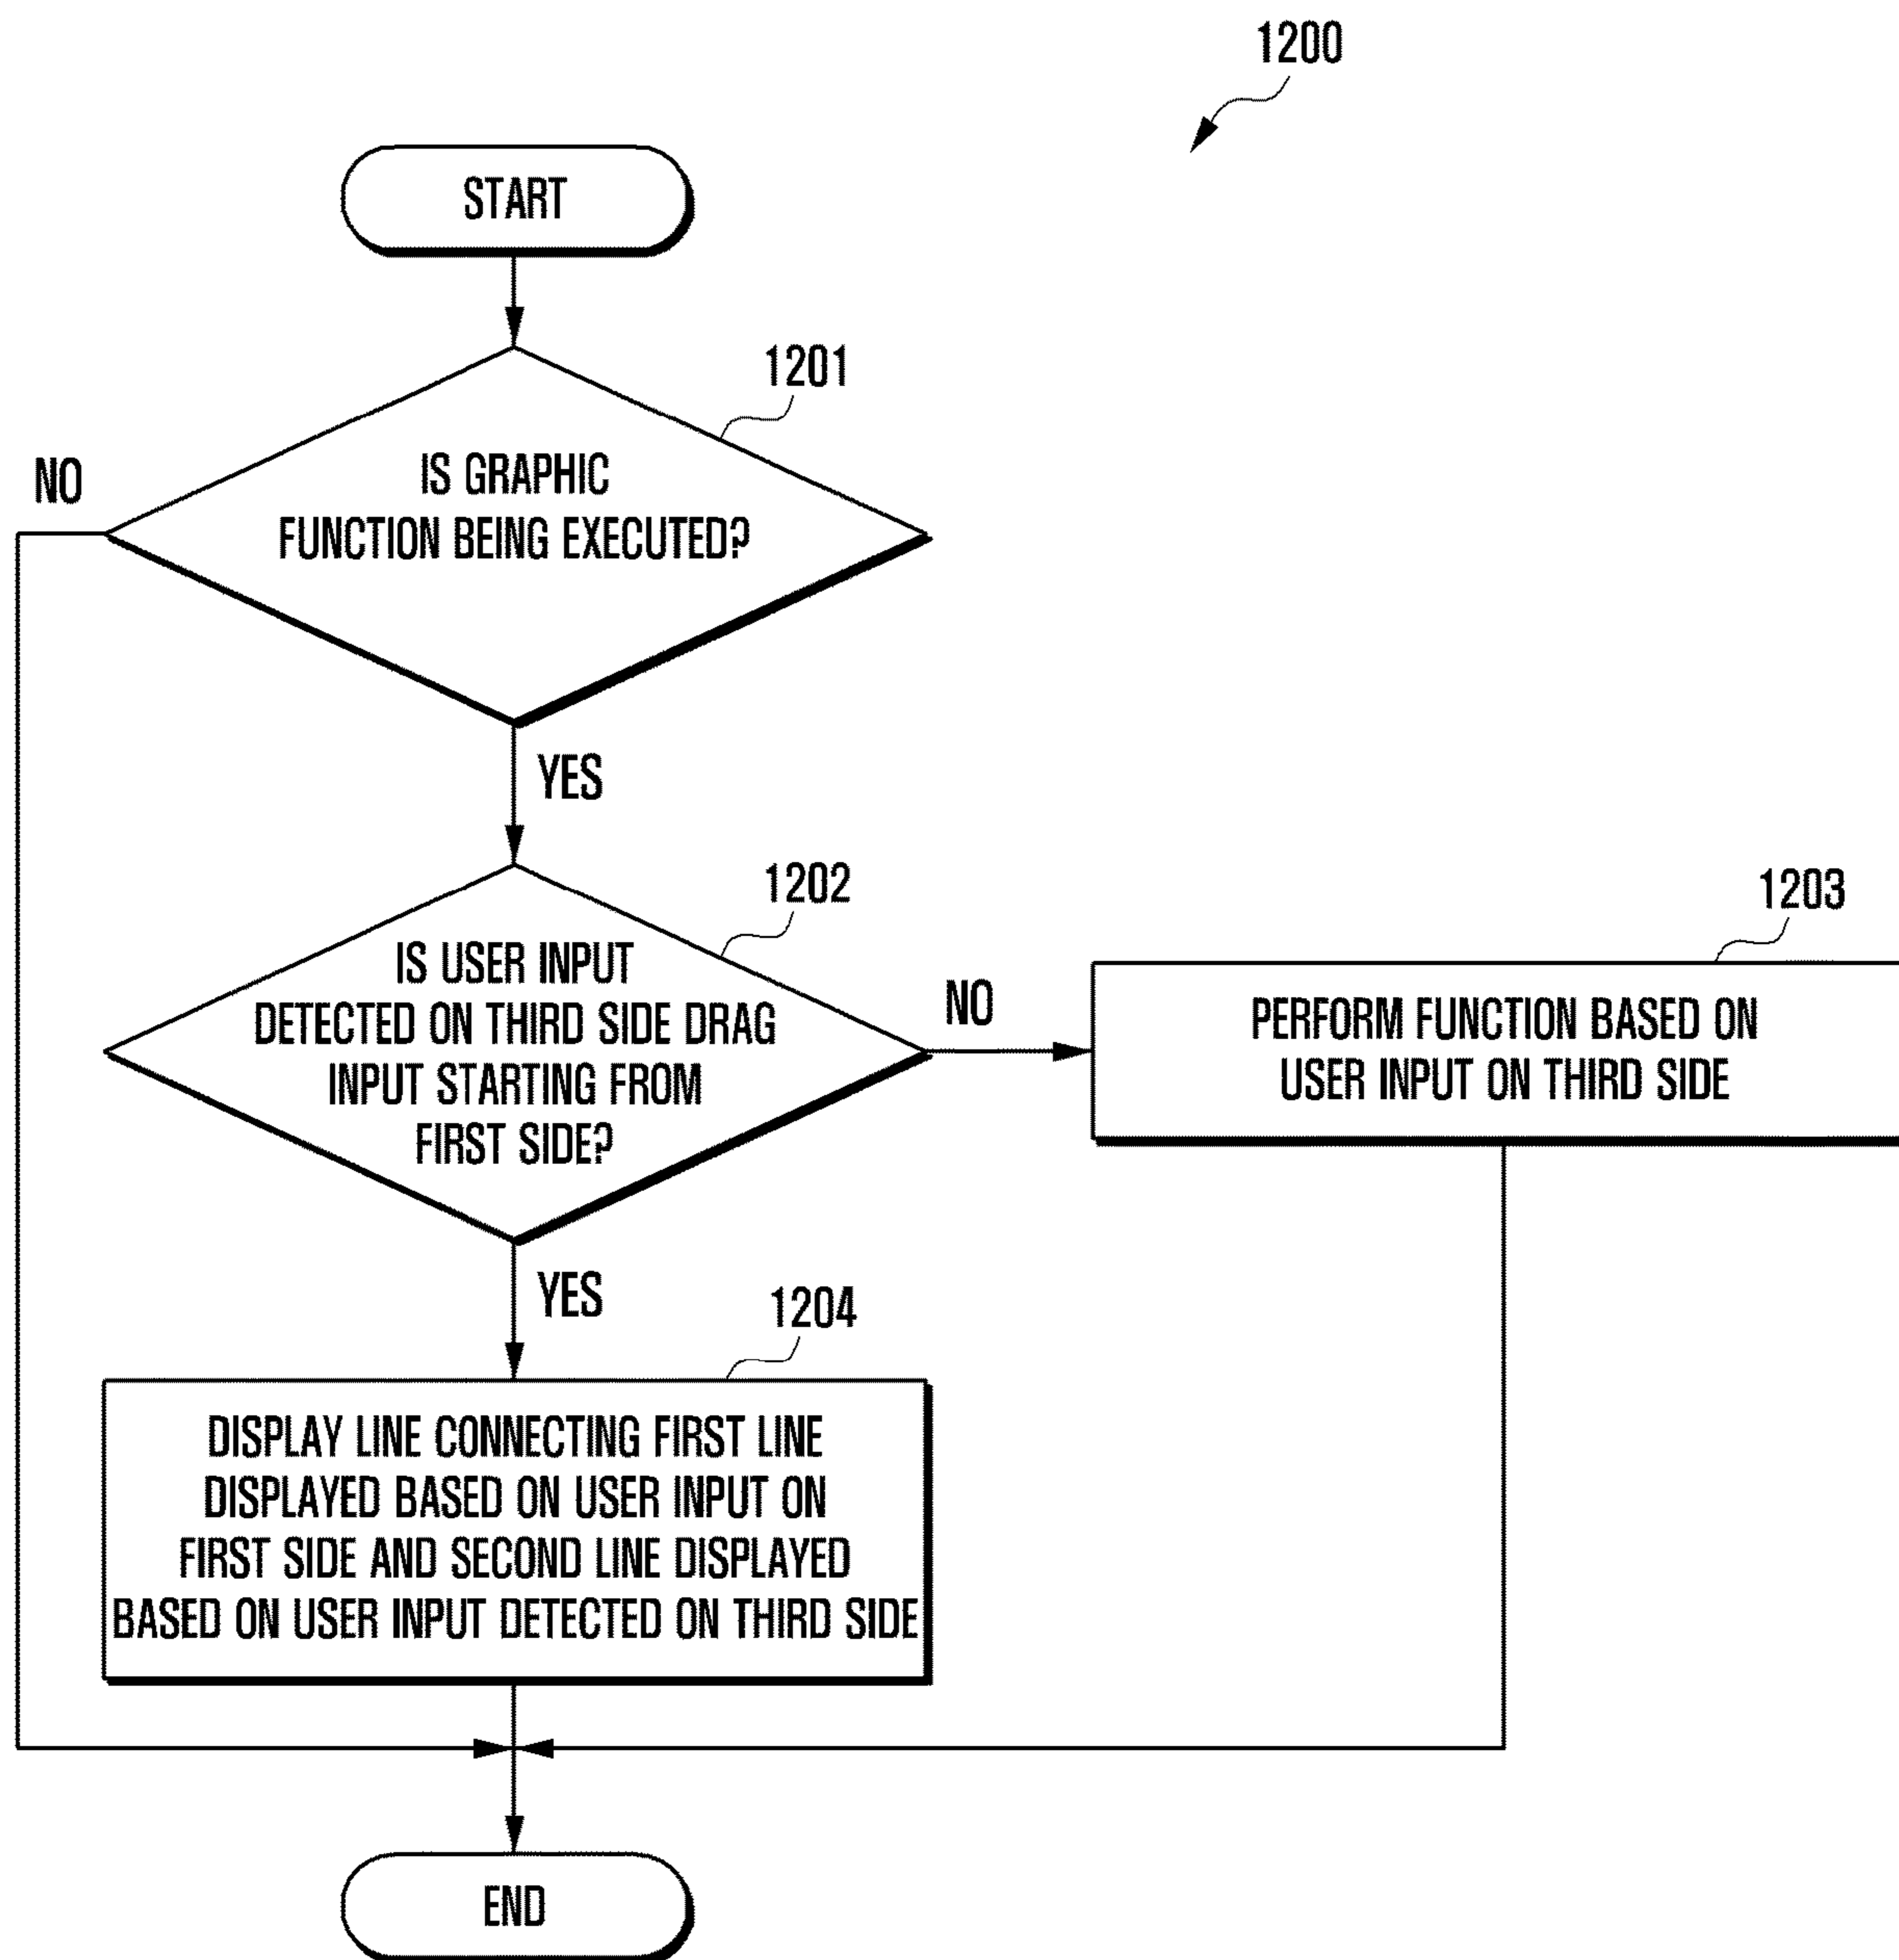 1200
START
1201
IS GRAPHIC
FUNCTION BEING EXECUTED?
NO
YES
1202
IS USER INPUT
DETECTED ON THIRD SIDE DRAG
INPUT STARTING FROM
FIRST SIDE?
NO
1203
PERFORM FUNCTION BASED ON
USER INPUT ON THIRD SIDE
YES
1204
DISPLAY LINE CONNECTING FIRST LINE
DISPLAYED BASED ON USER INPUT ON
FIRST SIDE AND SECOND LINE DISPLAYED
BASED ON USER INPUT DETECTED ON THIRD SIDE
END